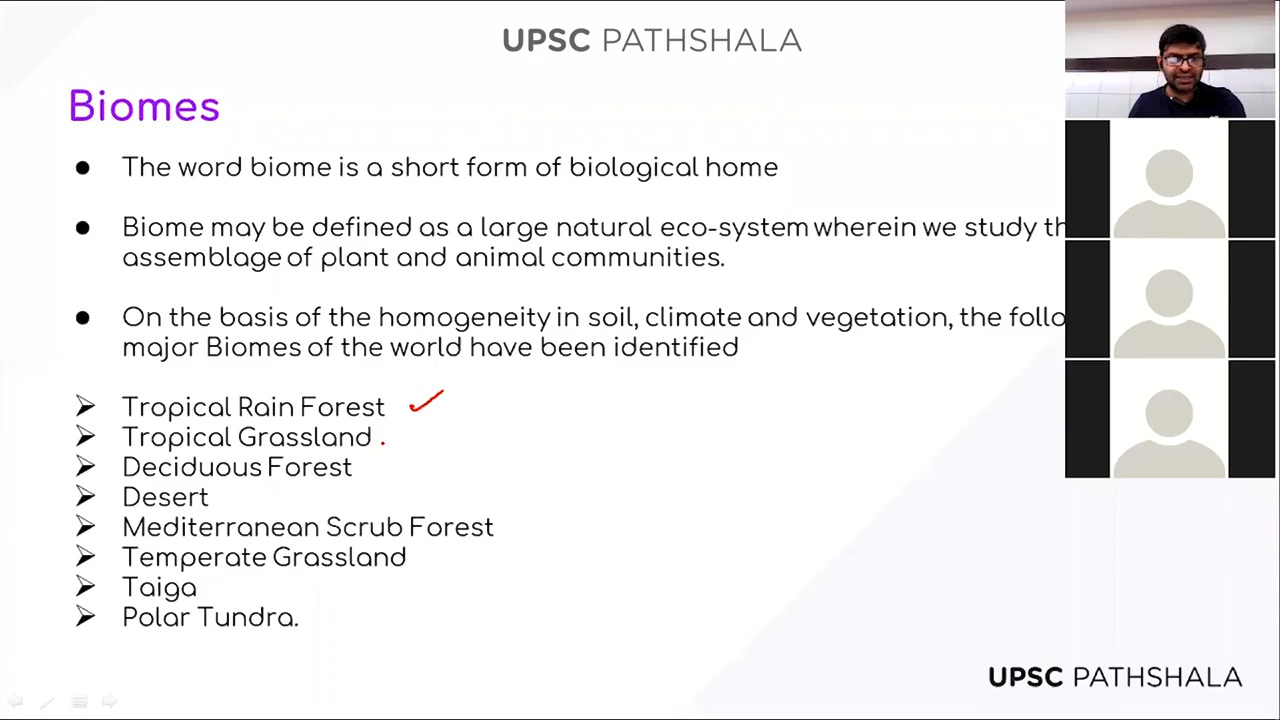 UPSC PATHSHALA
Biomes
● The word biome is a short form of biological home
● Biome may be defined as a large natural eco-system wherein we study th
assemblage of plant and animal communities.
● On the basis of the homogeneity in soil, climate and vegetation, the follo
major Biomes of the world have been identified
➢ Tropical Rain Forest
➢ Tropical Grassland
➢ Deciduous Forest
➢ Desert
➢ Mediterranean Scrub Forest
➢ Temperate Grassland
➢ Taiga
➢ Polar Tundra.
UPSC PATHSHALA